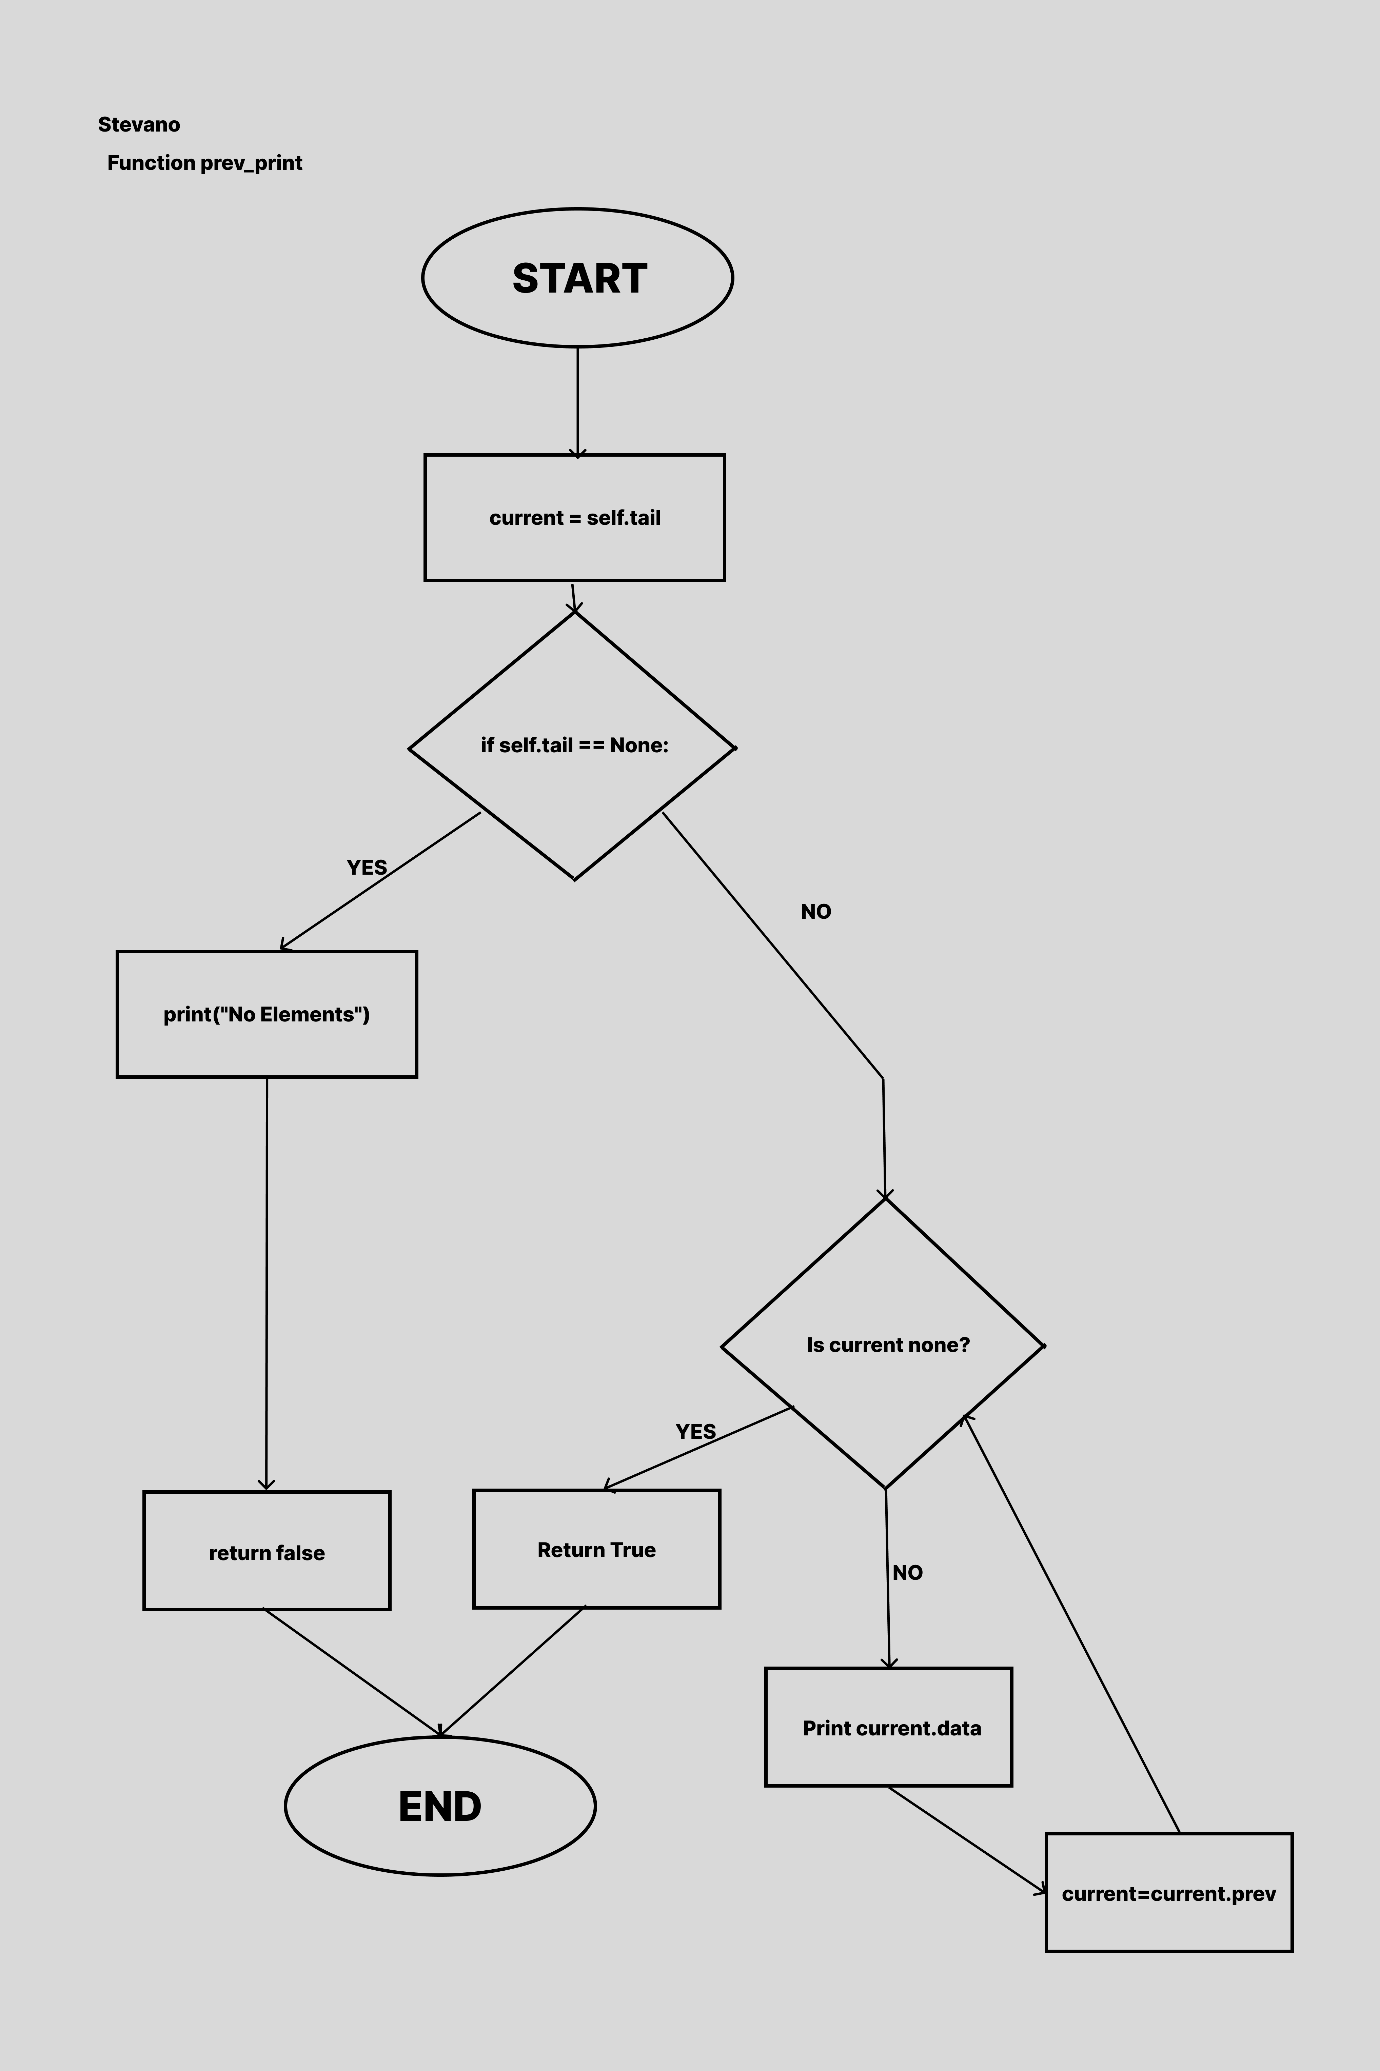 Stevano
Function prev_print
START
current = self.tail
if self.tail == None:
YES
NO
print("No Elements")
Is current none?
YES
return false
Return True
NO
Print current.data
END
current=current.prev